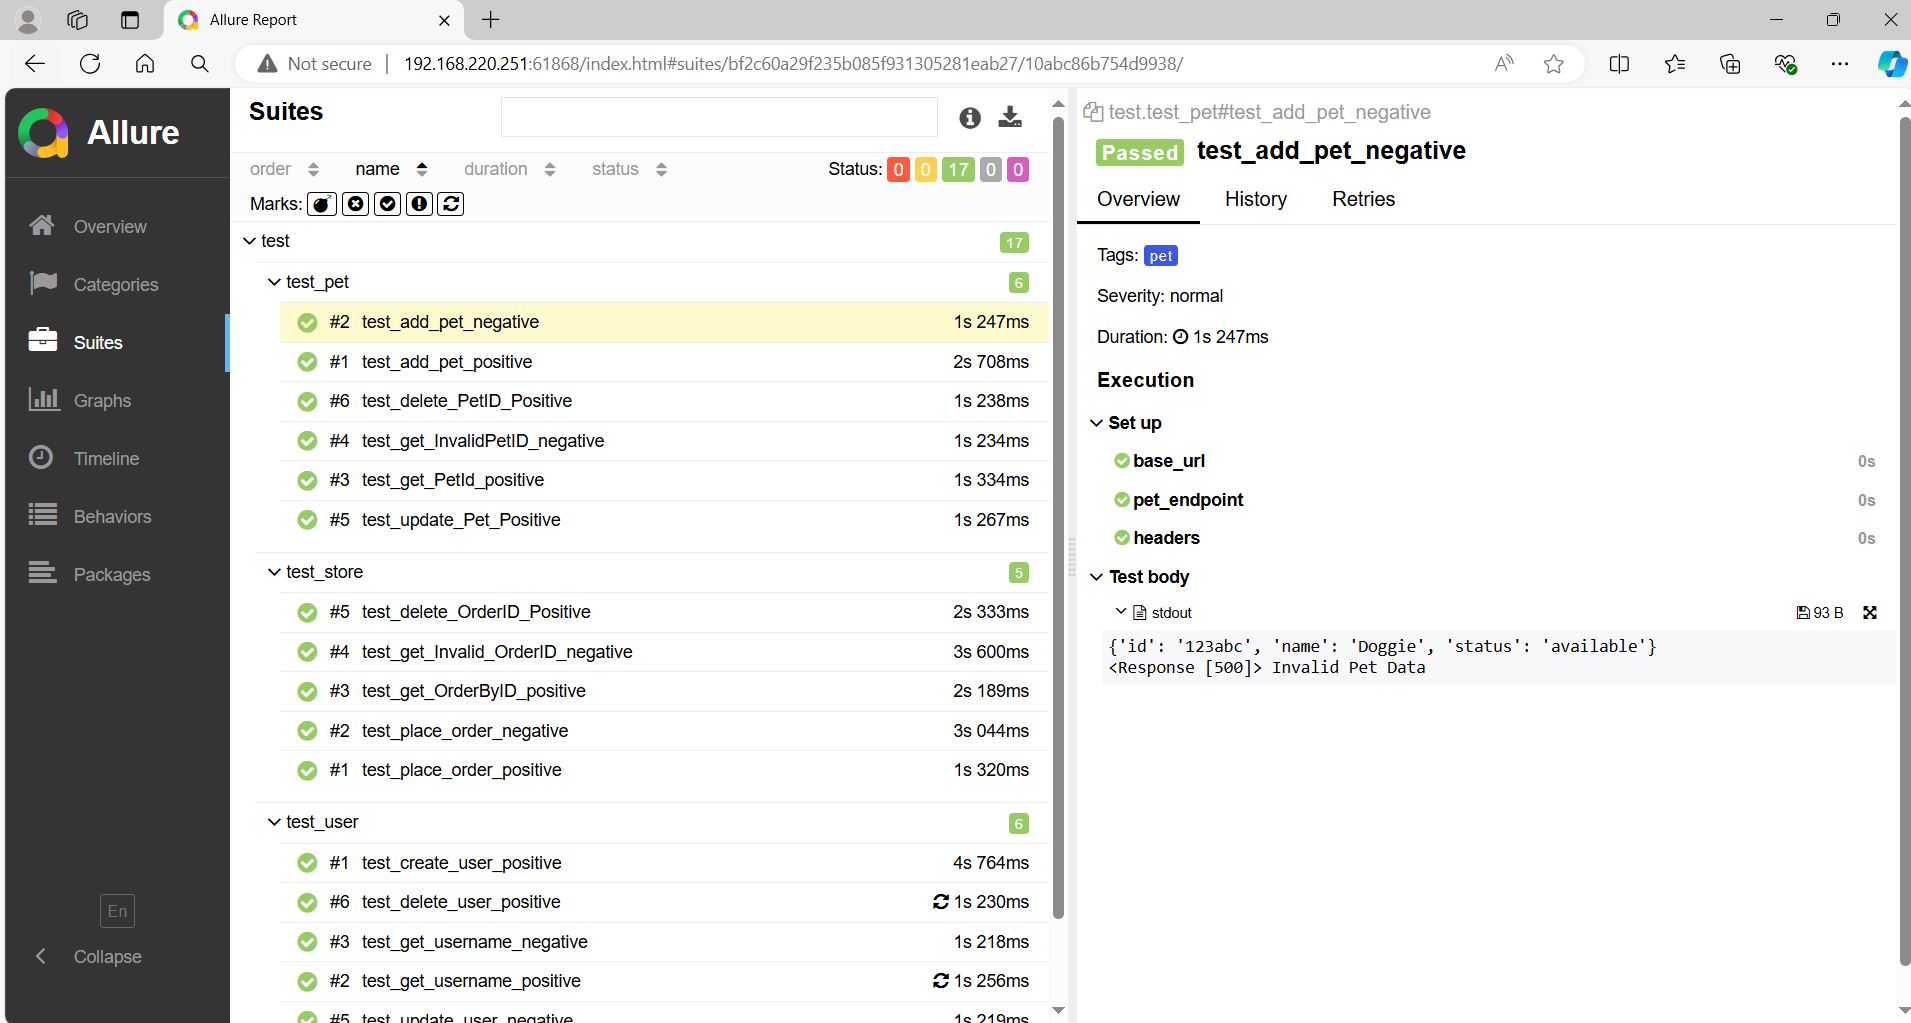 Allure Report
Not secure
192.168.220.251:61868/index.html#suites/bf2c60a29f235b085f931305281eab27/10abc86b754d9938/
Allure
Overview
Categories
Suites
Graphs
Timeline
Behaviors
Packages
En
Collapse
Suites
order name duration status Status: 0 0 17 0 0
Marks:
test 17
test_pet 6
#2 test_add_pet_negative 1s 247ms
#1 test_add_pet_positive 2s 708ms
#6 test_delete_PetID_Positive 1s 238ms
#4 test_get_InvalidPetID_negative 1s 234ms
#3 test_get_PetId_positive 1s 334ms
#5 test_update_Pet_Positive 1s 267ms
test_store 5
#5 test_delete_OrderID_Positive 2s 333ms
#4 test_get_Invalid_OrderID_negative 3s 600ms
#3 test_get_OrderByID_positive 2s 189ms
#2 test_place_order_negative 3s 044ms
#1 test_place_order_positive 1s 320ms
test_user 6
#1 test_create_user_positive 4s 764ms
#6 test_delete_user_positive 1s 230ms
#3 test_get_username_negative 1s 218ms
#2 test_get_username_positive 1s 256ms
#5 test_update_user_negative 1s 219ms
test.test_pet#test_add_pet_negative
Passed test_add_pet_negative
Overview History Retries
Tags: pet
Severity: normal
Duration: 1s 247ms
Execution
Set up
base_url 0s
pet_endpoint 0s
headers 0s
Test body
stdout 93 B
{'id': '123abc', 'name': 'Doggie', 'status': 'available'}
<Response [500]> Invalid Pet Data